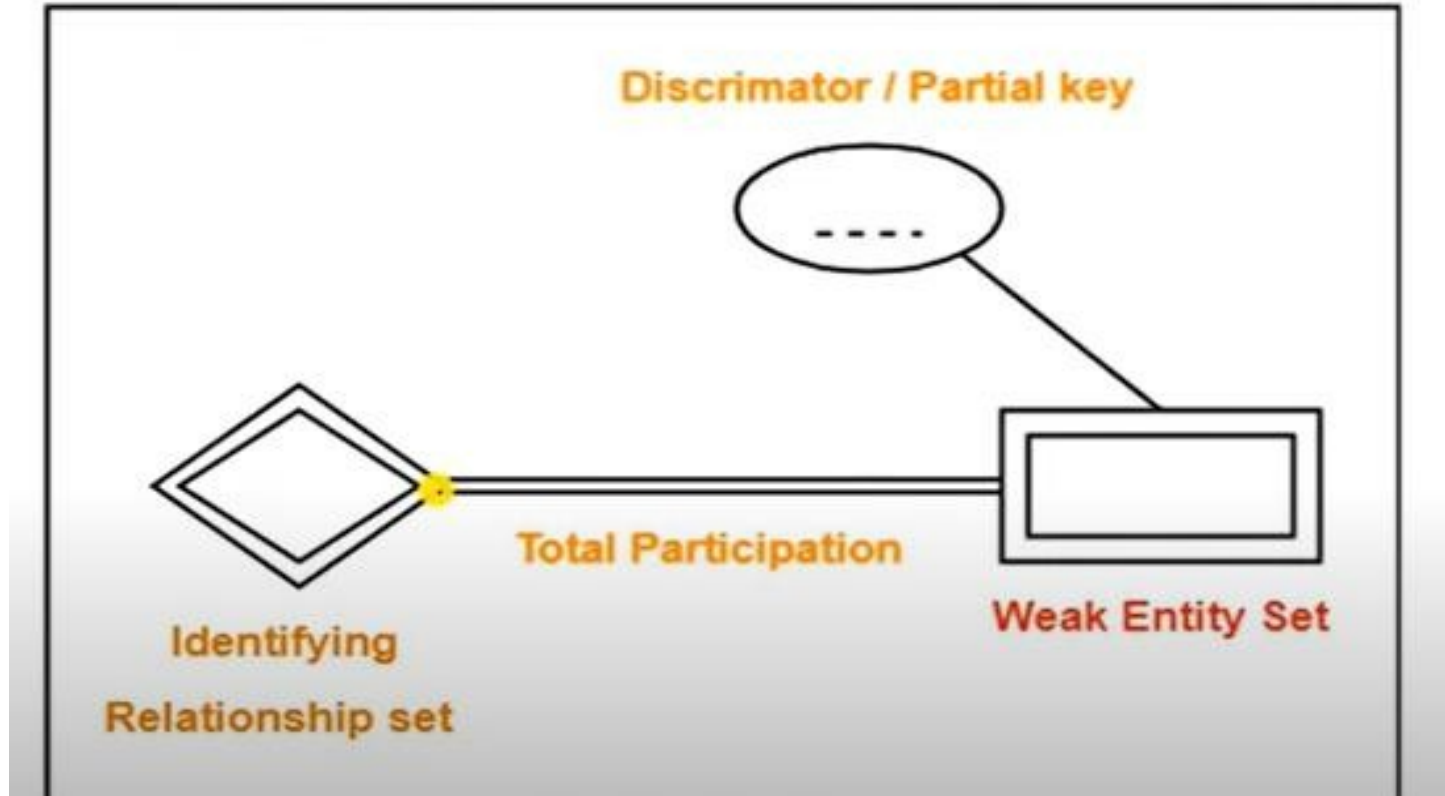 Discrimator / Partial key
Total Participation
Weak Entity Set
Identifying
Relationship set